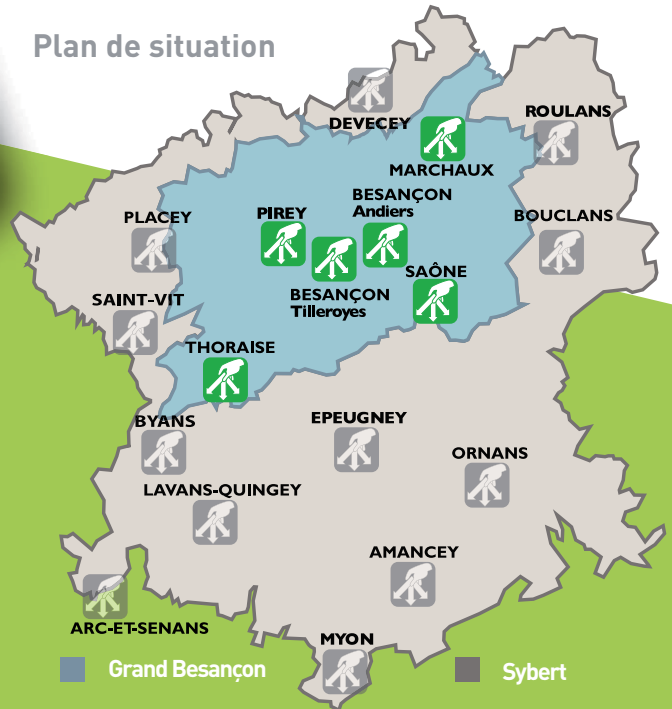 Plan de situation
DEVECEY
ROULANS
MARCHAUX
BESANÇON
Andiers
PLACEY
PIREY
BOUCLANS
SAÔNE
BESANÇON
Tilleroyes
SAINT-VIT
THORAISE
BYANS
EPEUGNEY
ORNANS
LAVANS-QUINGEY
AMANCEY
ARC-ET-SENANS
MYON
Grand Besançon
Sybert